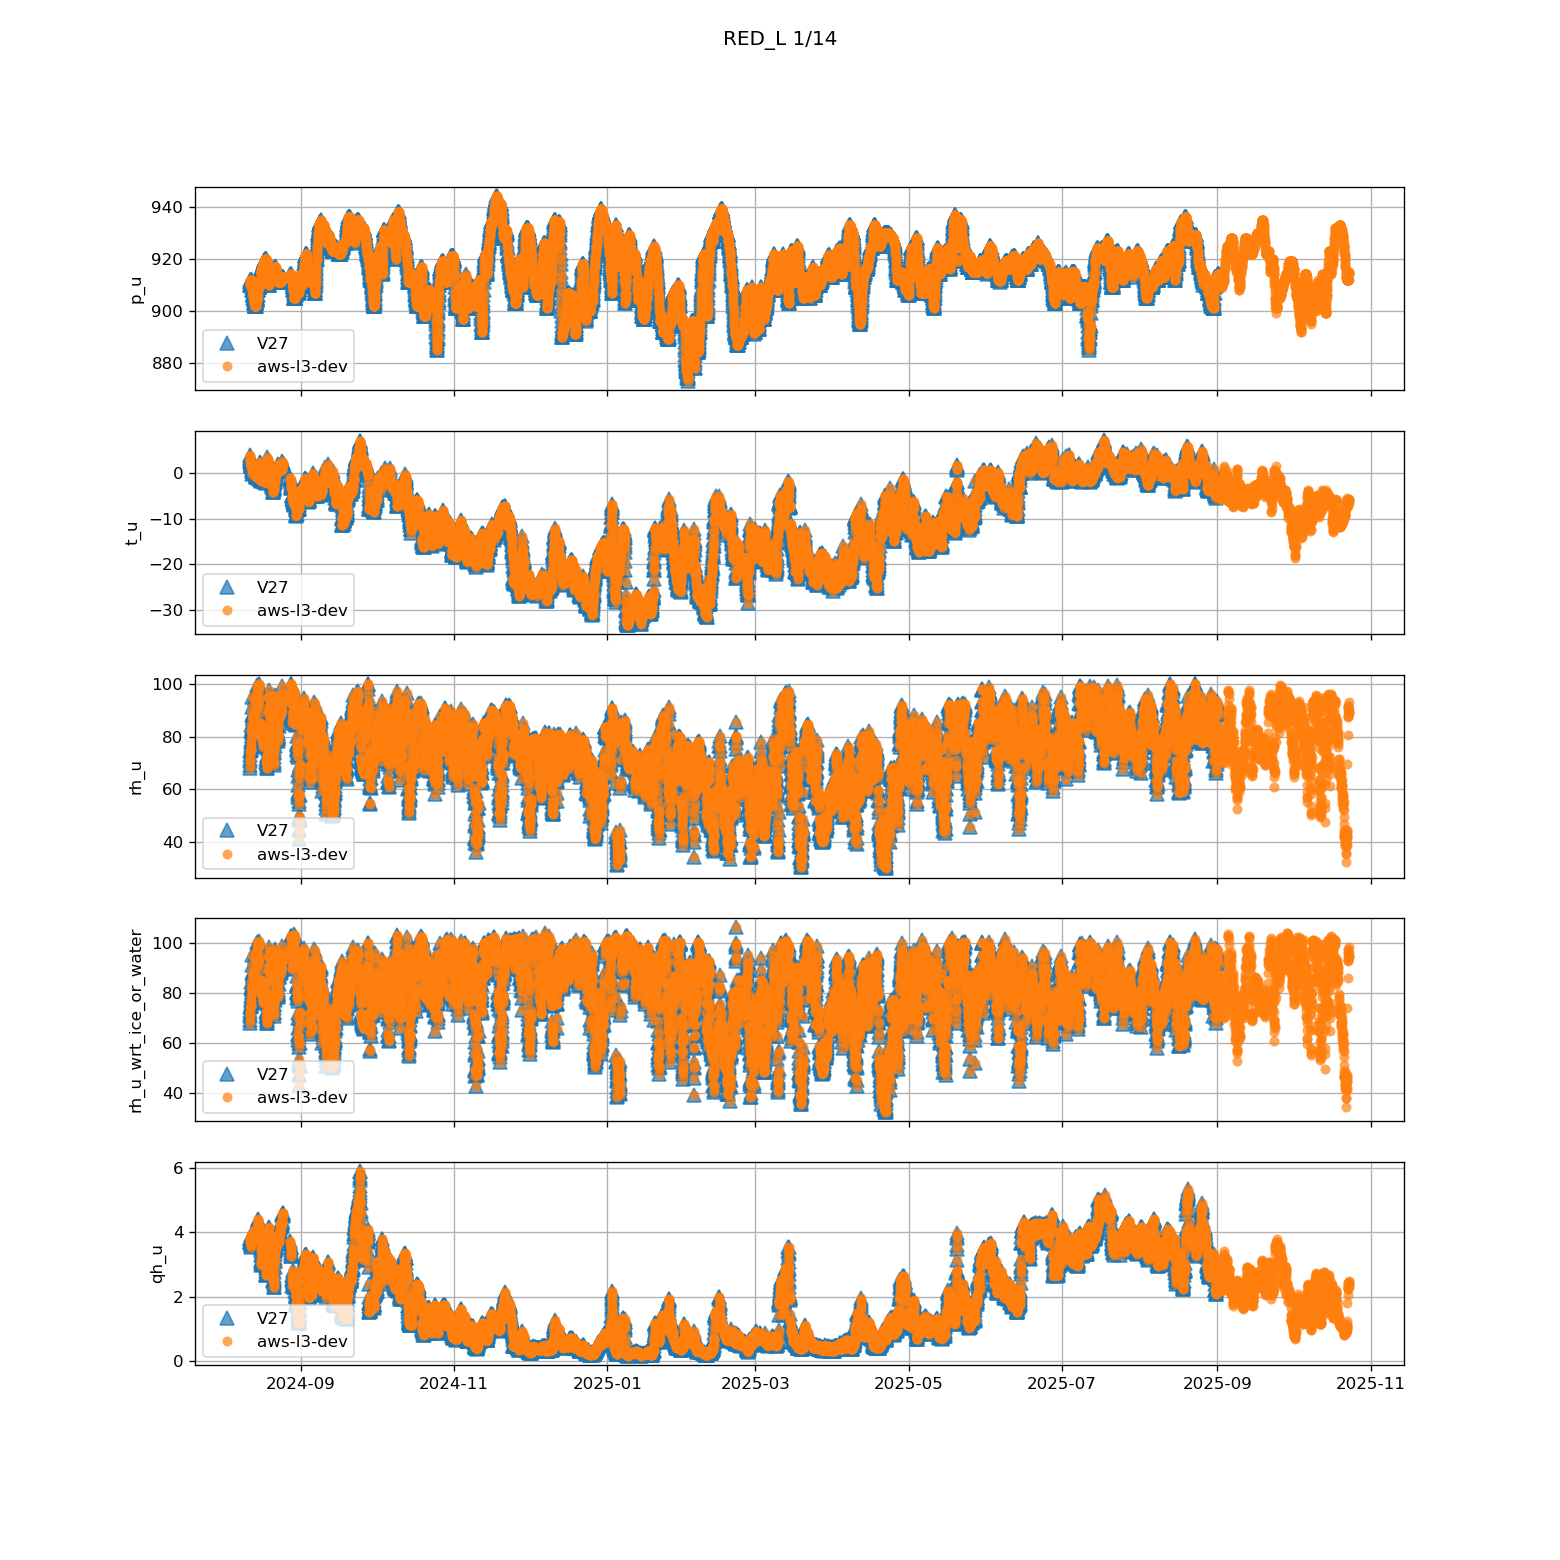 RED_L 1/14
940
920
900
880
p_u
V27
aws-l3-dev
0
−10
−20
−30
t_u
V27
aws-l3-dev
100
80
60
40
rh_u
V27
aws-l3-dev
100
80
60
40
rh_u_wrt_ice_or_water
V27
aws-l3-dev
6
4
2
0
qh_u
V27
aws-l3-dev
2024-09 2024-11 2025-01 2025-03 2025-05 2025-07 2025-09 2025-11